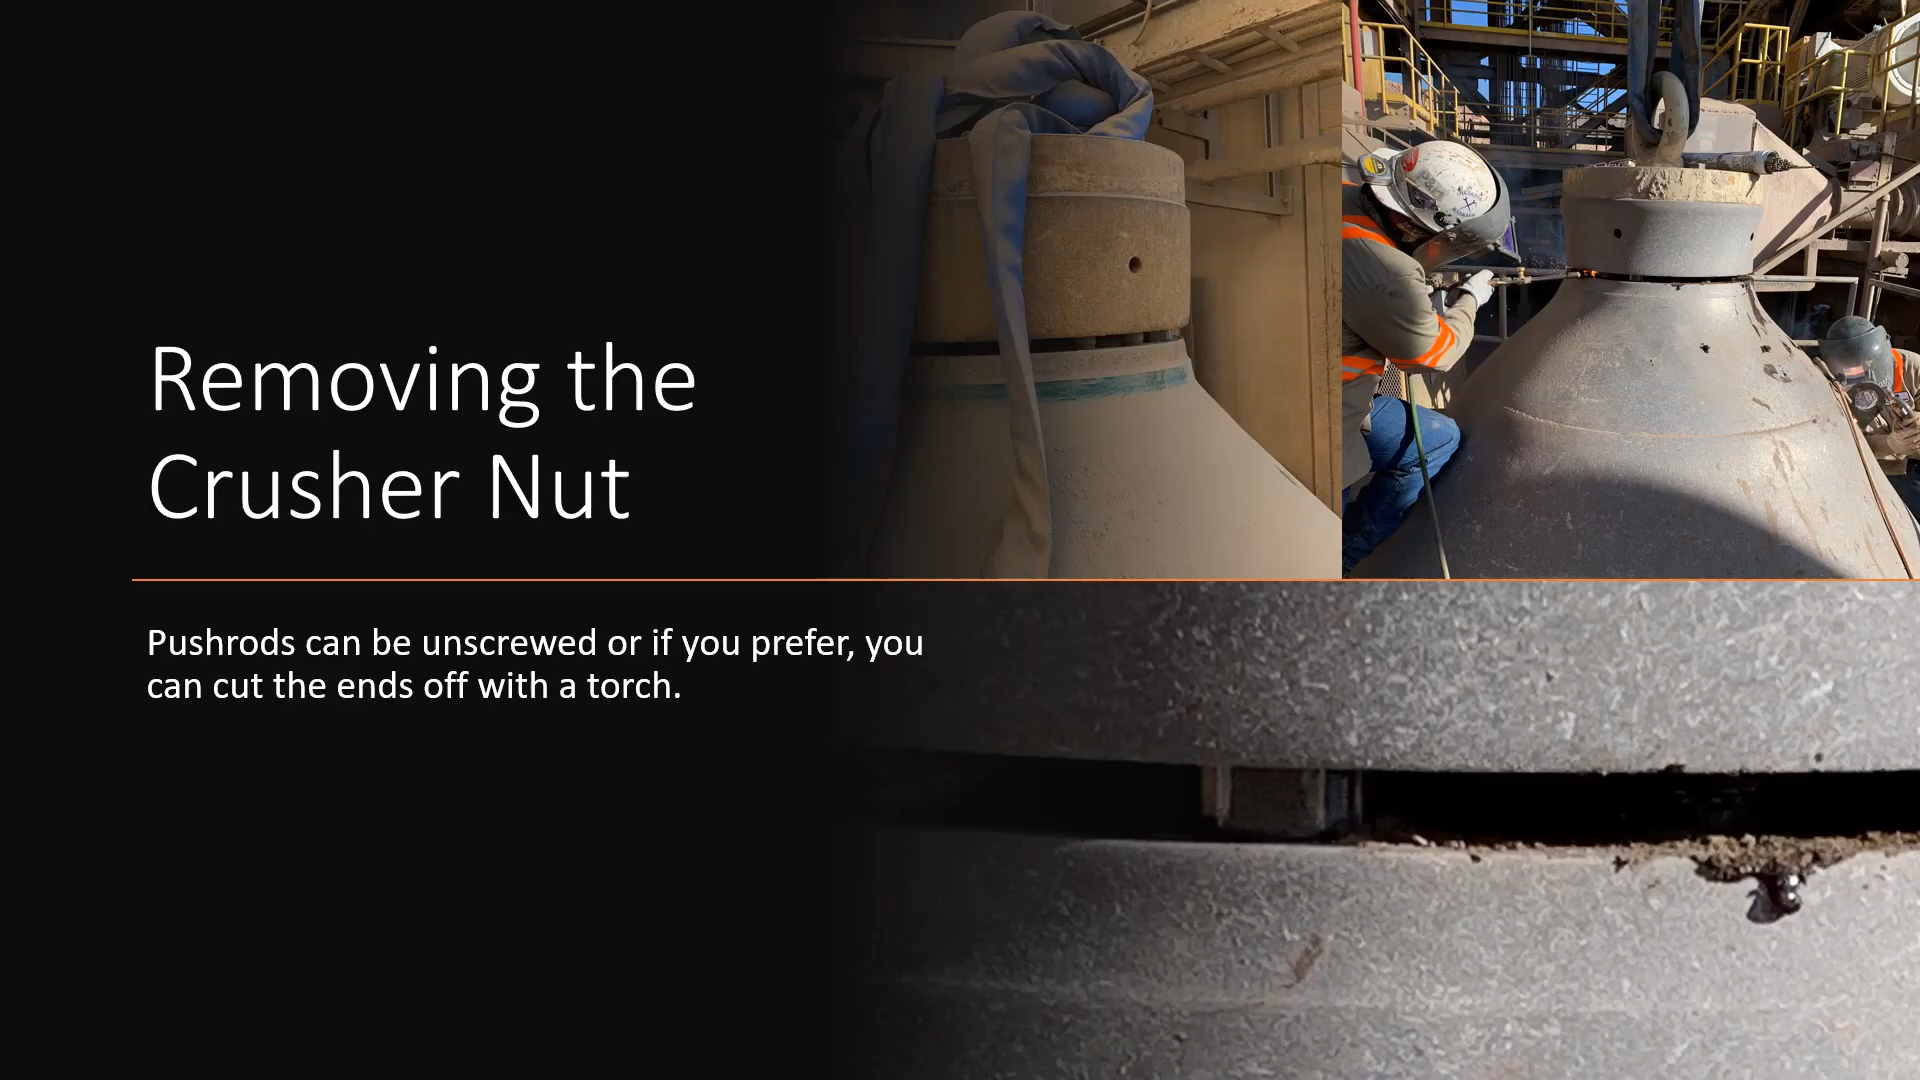 Removing the
Crusher Nut
Pushrods can be unscrewed or if you prefer, you
can cut the ends off with a torch.